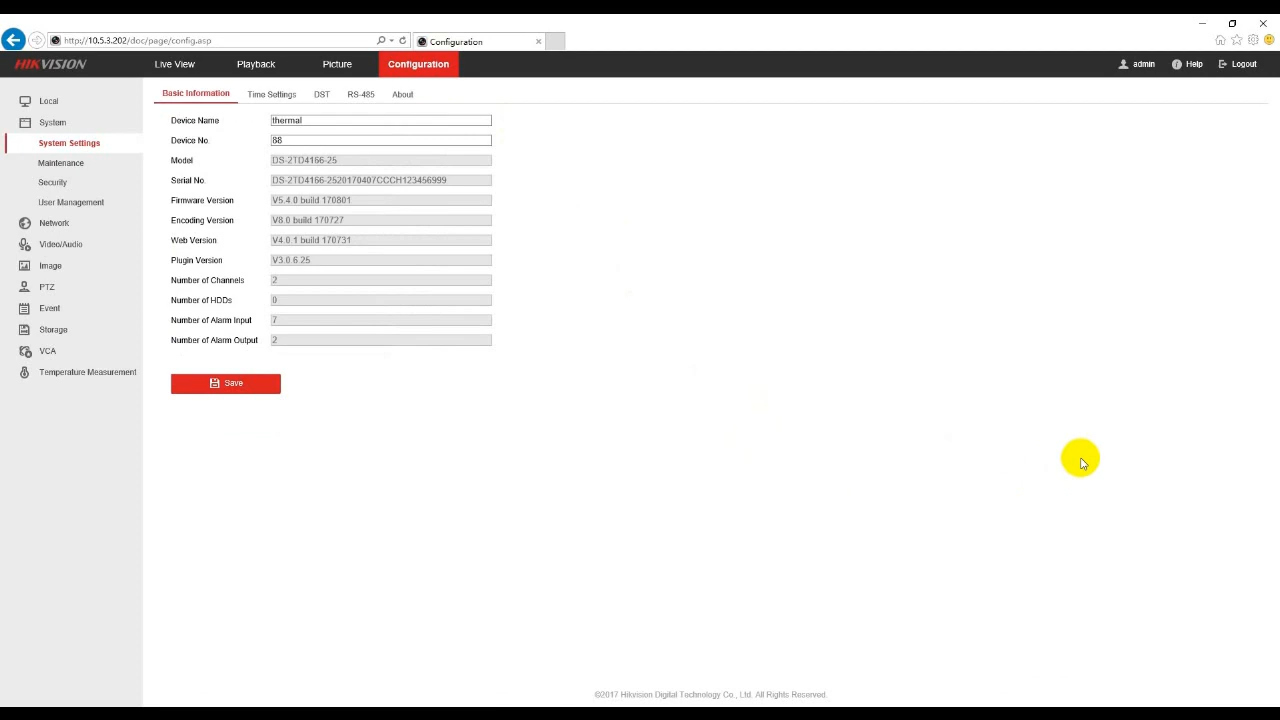 http://10.5.3.202/doc/page/config.asp
Configuration
HIKVISION Live View Playback Picture Configuration admin Help Logout
Local
System
System Settings
Maintenance
Security
User Management
Network
Video/Audio
Image
PTZ
Event
Storage
VCA
Temperature Measurement
Basic Information Time Settings DST RS-485 About
Device Name thermal
Device No. 88
Model DS-2TD4166-25
Serial No. DS-2TD4166-2520170407CCCH123456999
Firmware Version V5.4.0 build 170801
Encoding Version V8.0 build 170727
Web Version V4.0.1 build 170731
Plugin Version V3.0.6.25
Number of Channels 2
Number of HDDs 0
Number of Alarm Input 7
Number of Alarm Output 2
Save
©2017 Hikvision Digital Technology Co., Ltd. All Rights Reserved.